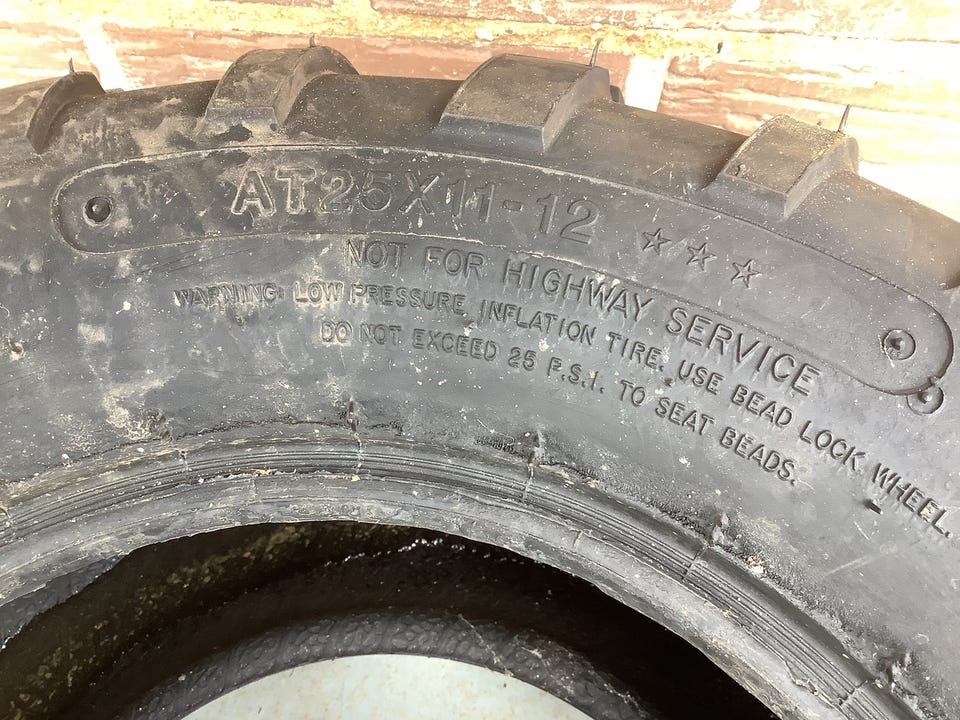 AT25X11-12 ☆☆☆
NOT FOR HIGHWAY SERVICE
WARNING: LOW PRESSURE INFLATION TIRE. USE BEAD LOCK WHEEL.
DO NOT EXCEED 25 P.S.I. TO SEAT BEADS.